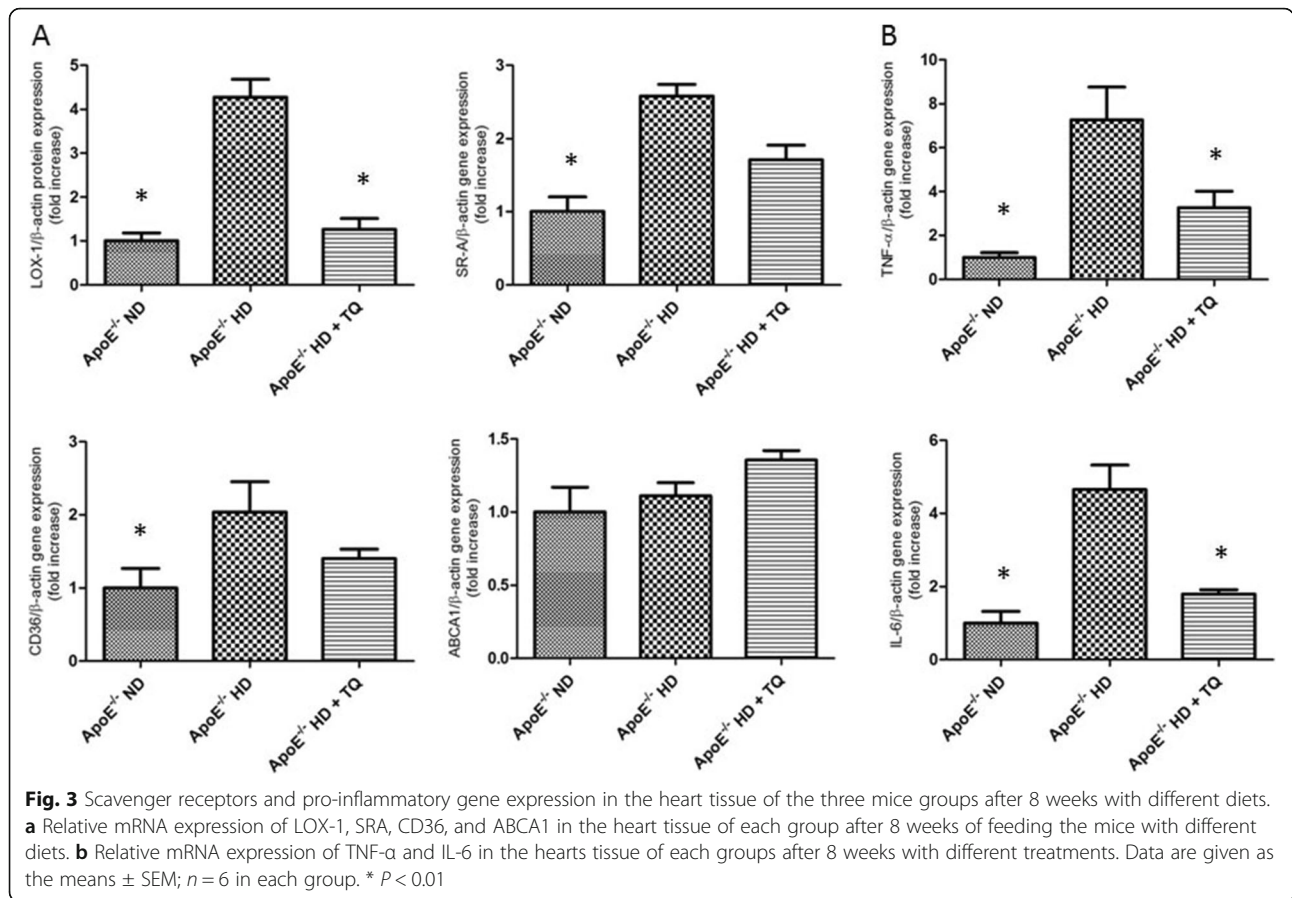 A
B
LOX-1/β-actin protein expression
(fold increase)
5
4
3
2
1
0
*
*
ApoE-/- ND
ApoE-/- HD
ApoE-/- HD + TQ
SR-A/β-actin gene expression
(fold increase)
3
2
1
0
*
ApoE-/- ND
ApoE-/- HD
ApoE-/- HD + TQ
TNF-α/β-actin gene expression
(fold increase)
10
8
6
4
2
0
*
*
ApoE-/- ND
ApoE-/- HD
ApoE-/- HD + TQ
CD36/β-actin gene expression
(fold increase)
3
2
1
0
*
ApoE-/- ND
ApoE-/- HD
ApoE-/- HD + TQ
ABCA1/β-actin gene expression
(fold increase)
1.5
1.0
0.5
0.0
ApoE-/- ND
ApoE-/- HD
ApoE-/- HD + TQ
IL-6/β-actin gene expression
(fold increase)
6
4
2
0
*
*
ApoE-/- ND
ApoE-/- HD
ApoE-/- HD + TQ
Fig. 3 Scavenger receptors and pro-inflammatory gene expression in the heart tissue of the three mice groups after 8 weeks with different diets.
a Relative mRNA expression of LOX-1, SRA, CD36, and ABCA1 in the heart tissue of each group after 8 weeks of feeding the mice with different
diets. b Relative mRNA expression of TNF-α and IL-6 in the hearts tissue of each groups after 8 weeks with different treatments. Data are given as
the means ± SEM; n = 6 in each group. * P < 0.01